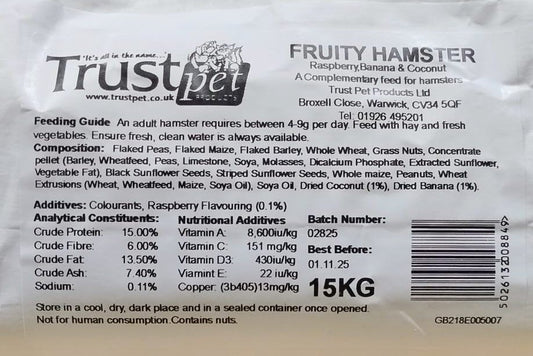 "It's all in the name..."
Trust pet
PRODUCTS
www.trustpet.co.uk
FRUITY HAMSTER
Raspberry,Banana & Coconut
A Complementary feed for hamsters
Trust Pet Products Ltd
Broxell Close, Warwick, CV34 5QF
Tel: 01926 495201
Feeding Guide An adult hamster requires between 4-9g per day. Feed with hay and fresh
vegetables. Ensure fresh, clean water is always available.
Composition: Flaked Peas, Flaked Maize, Flaked Barley, Whole Wheat, Grass Nuts, Concentrate
pellet (Barley, Wheatfeed, Peas, Limestone, Soya, Molasses, Dicalcium Phosphate, Extracted Sunflower,
Vegetable Fat), Black Sunflower Seeds, Striped Sunflower Seeds, Whole maize, Peanuts, Wheat
Extrusions (Wheat, Wheatfeed, Maize, Soya Oil), Soya Oil, Dried Coconut (1%), Dried Banana (1%).
Additives: Colourants, Raspberry Flavouring (0.1%)
Analytical Constituents:
Crude Protein: 15.00%
Crude Fibre: 6.00%
Crude Fat: 13.50%
Crude Ash: 7.40%
Sodium: 0.11%
Nutritional Additives
Vitamin A: 8,600iu/kg
Vitamin C: 151 mg/kg
Vitamin D3: 430iu/kg
Viamint E: 22 iu/kg
Copper: (3b405)13mg/kg
Batch Number:
02825
Best Before:
01.11.25
15KG
5026132008849
GB218E005007
Store in a cool, dry, dark place and in a sealed container once opened.
Not for human consumption.Contains nuts.